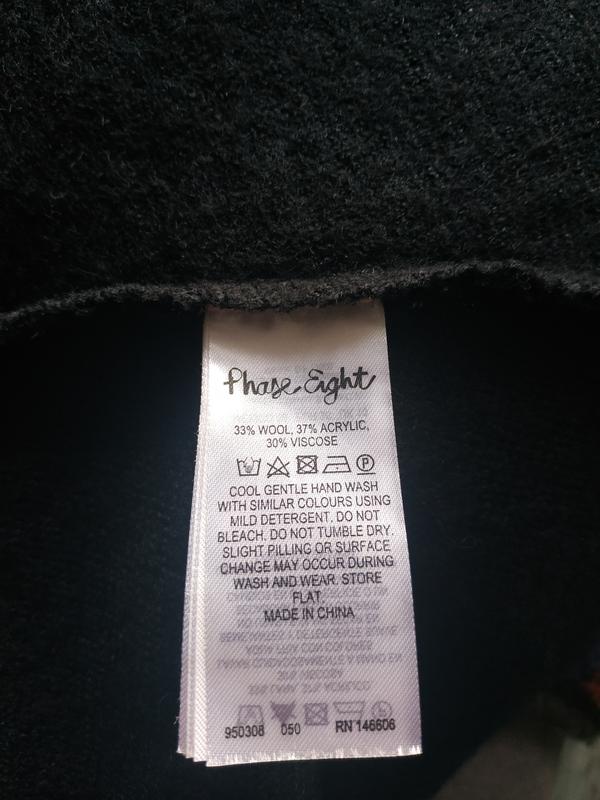 Phase Eight
33% WOOL, 37% ACRYLIC,
30% VISCOSE
COOL GENTLE HAND WASH
WITH SIMILAR COLOURS USING
MILD DETERGENT. DO NOT
BLEACH. DO NOT TUMBLE DRY.
SLIGHT PILLING OR SURFACE
CHANGE MAY OCCUR DURING
WASH AND WEAR. STORE
FLAT.
MADE IN CHINA
950308 050 RN 146606